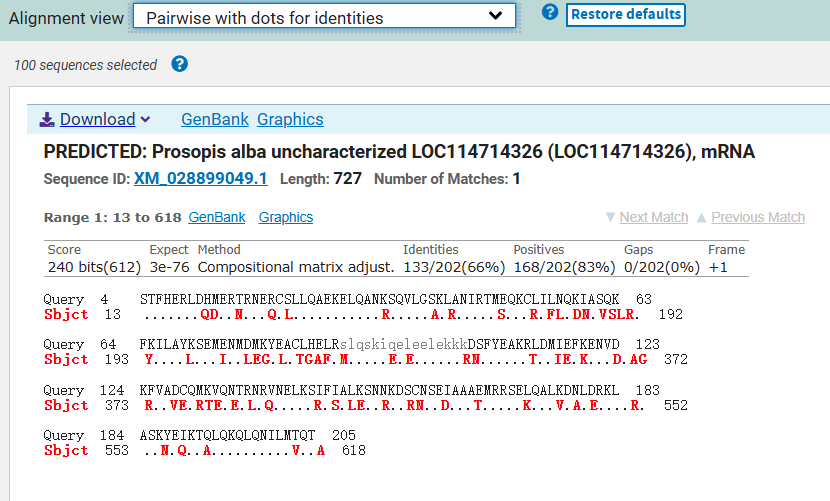 Alignment view Pairwise with dots for identities ? Restore defaults
100 sequences selected ?
Download GenBank Graphics
PREDICTED: Prosopis alba uncharacterized LOC114714326 (LOC114714326), mRNA
Sequence ID: XM_028899049.1 Length: 727 Number of Matches: 1
Range 1: 13 to 618 GenBank Graphics Next Match Previous Match
Score Expect Method Identities Positives Gaps Frame
240 bits(612) 3e-76 Compositional matrix adjust. 133/202(66%) 168/202(83%) 0/202(0%) +1
Query 4 STFHERLDHMERTRNERCSLLQAEKELQANKSQVLGSKLANIRTMEQKCLILNQKIASQK 63
Sbjct 13 ........QD..N...Q.L............R......A.R......S...R.FL.DN.VSLR. 192
Query 64 FKILAYKSEMENMDMKYEACLHELRslqskiqeleelekkkDSFYEAKRLDMIEFKENVD 123
Sbjct 193 Y....L...I..LEG.L.TGAF.M.....E.E......RN......T..IE.K...D.AG 372
Query 124 KFVADCQMKVQNTRNRVNELKSIFIALKSNNKDSCNSEIAAAEMRRSELQALKDNLDRKL 183
Sbjct 373 R..VE.RTE.E.L.Q.....R.S.LE..R..RN..D...T.....K...V.A.E....R. 552
Query 184 ASKYEIKTQLQKQLQNILMTQT 205
Sbjct 553 ..N.Q..A..........V..A 618